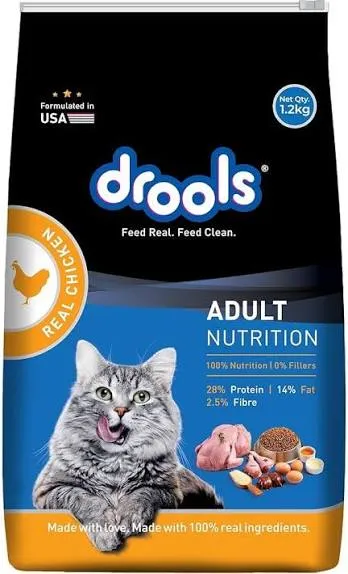 Formulated in
USA
Net Qty.
1.2kg
drools®
Feed Real. Feed Clean.
REAL CHICKEN
ADULT
NUTRITION
100% Nutrition | 0% Fillers
28% Protein | 14% Fat
2.5% Fibre
Made with love. Made with 100% real ingredients.